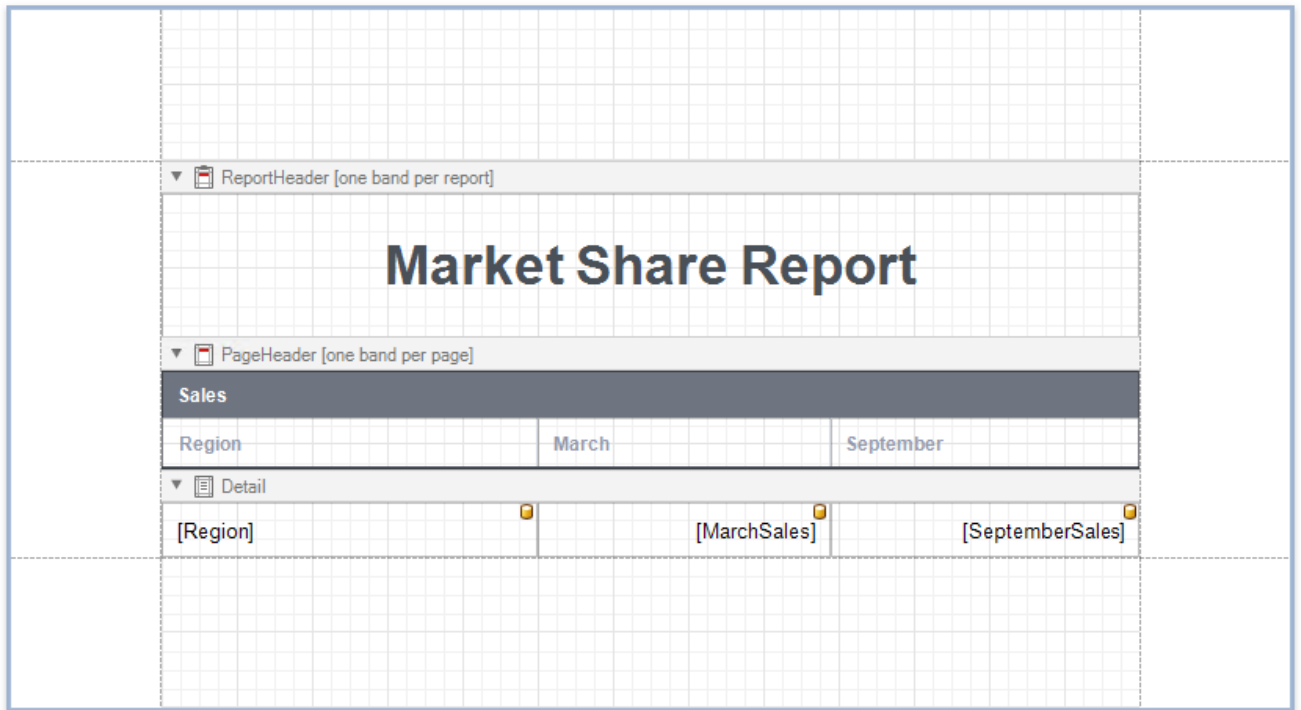 ReportHeader [one band per report]
Market Share Report
PageHeader [one band per page]
Sales
Region March September
Detail
[Region] [MarchSales] [SeptemberSales]